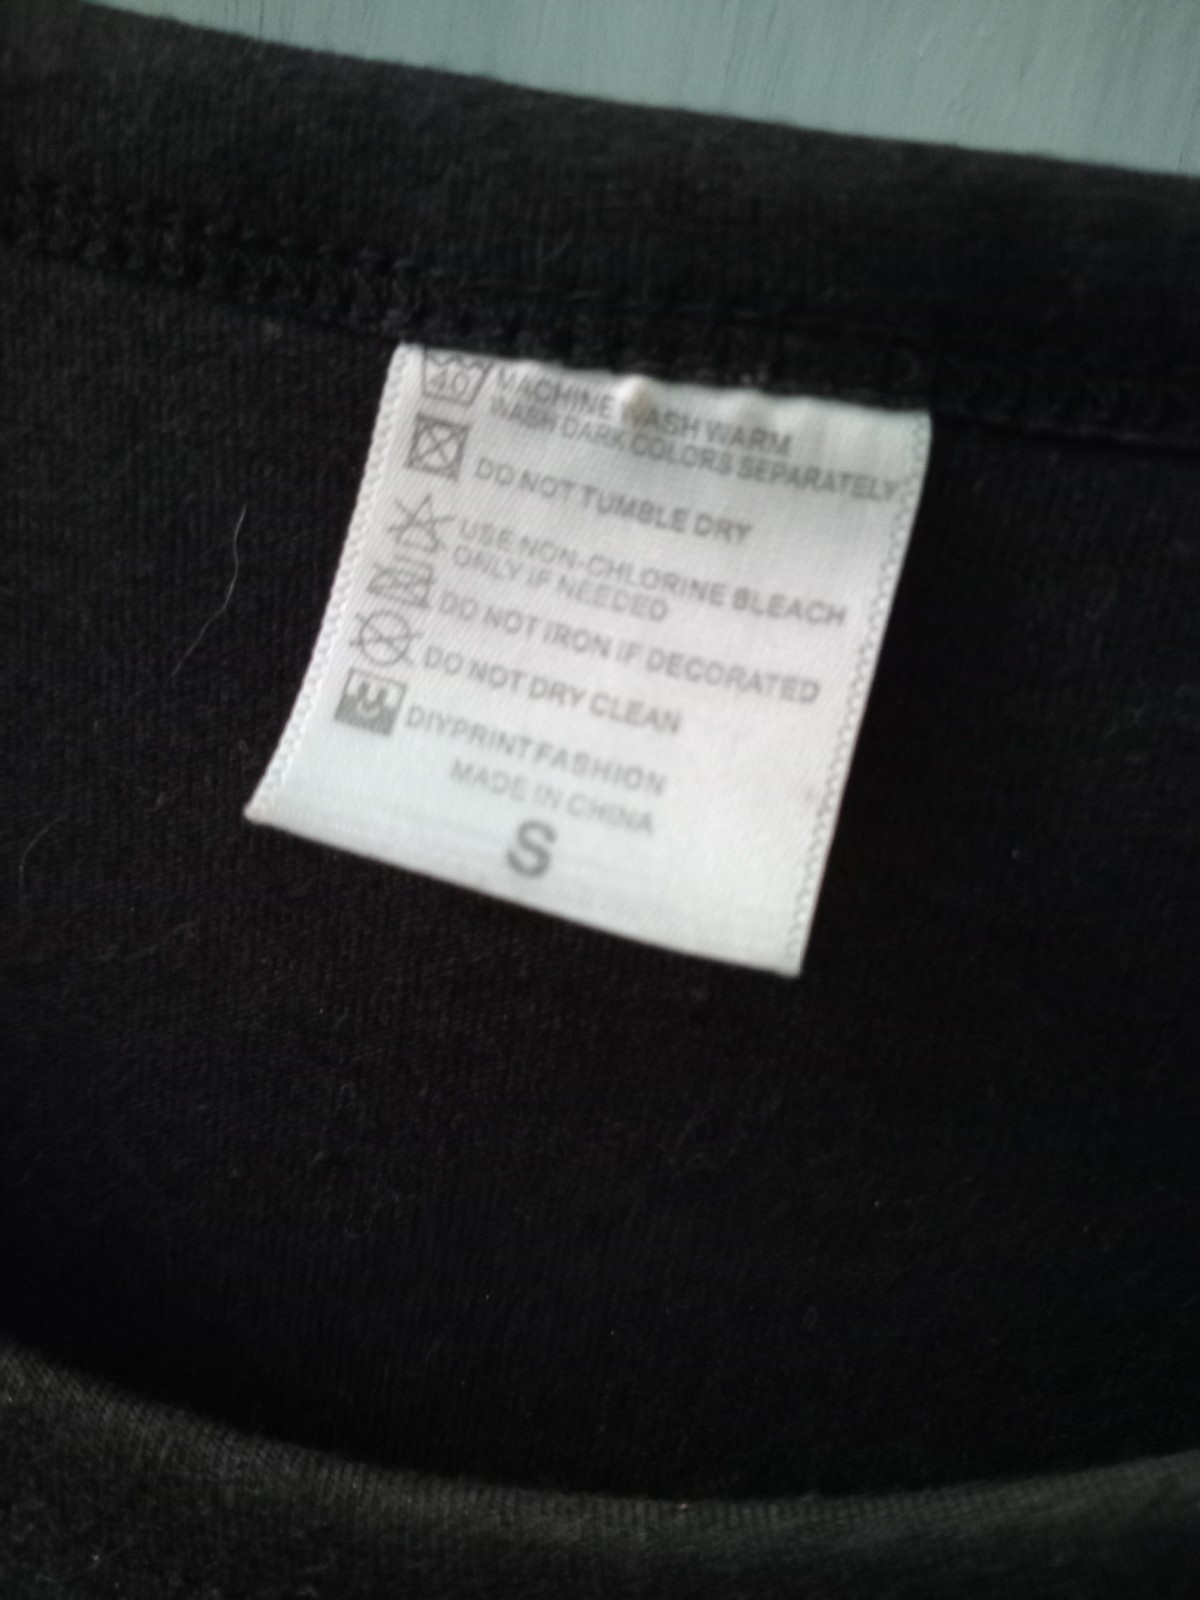 40 MACHINE WASH WARM
WASH DARK COLORS SEPARATELY
DO NOT TUMBLE DRY
USE NON-CHLORINE BLEACH
ONLY IF NEEDED
DO NOT IRON IF DECORATED
DO NOT DRY CLEAN
DIYPRINT FASHION
MADE IN CHINA
S